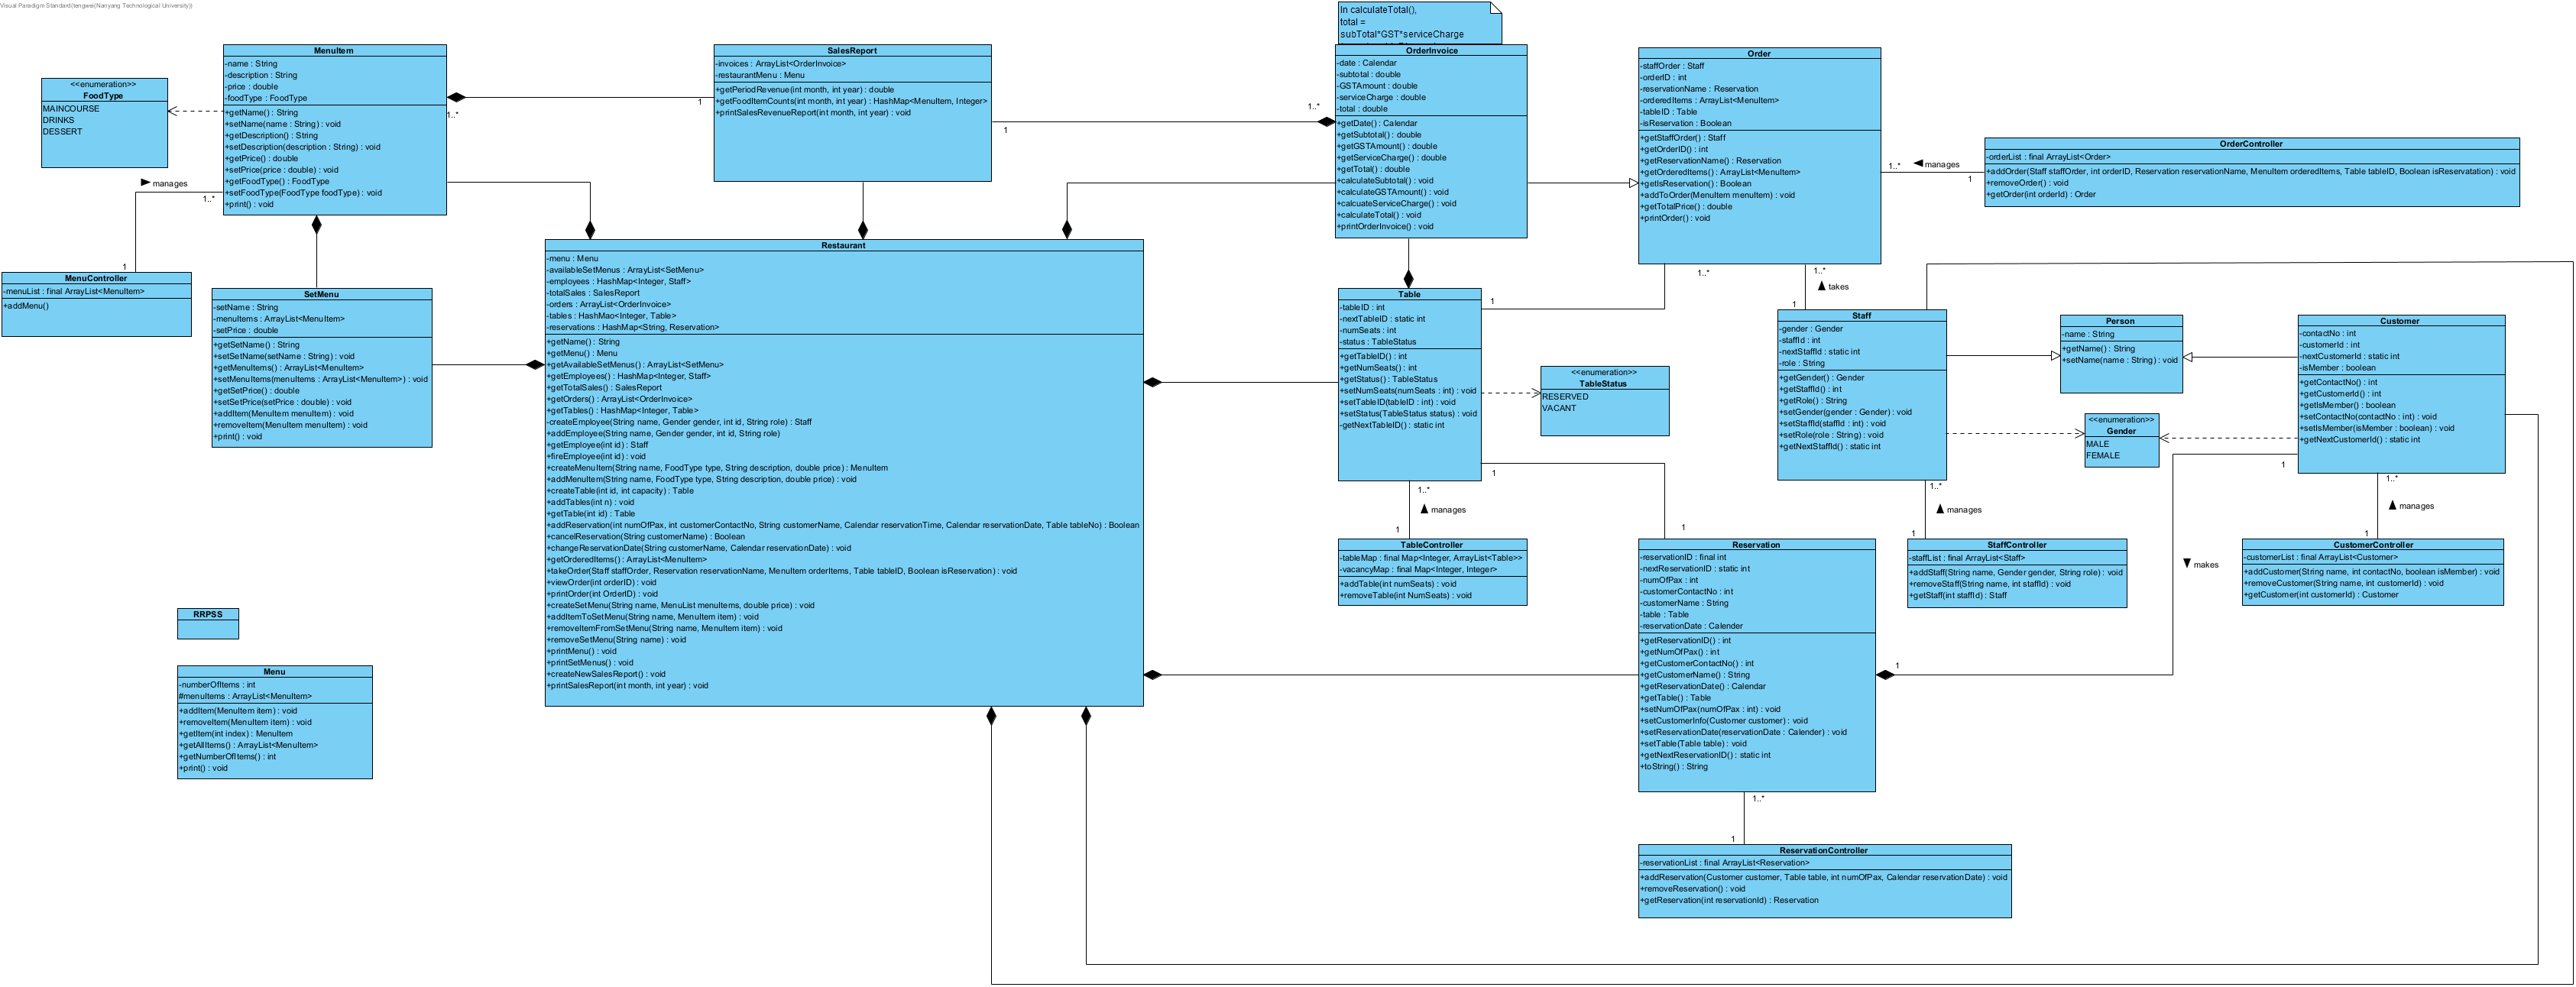 Visual Paradigm Standard(tengwei(Nanyang Technological University))
In calculateTotal(),
total =
subTotal*GST*serviceCharge
<<enumeration>>
FoodType
MAINCOURSE
DRINKS
DESSERT
MenuItem
-name : String
-description : String
-price : double
-foodType : FoodType
+getName() : String
+setName(name : String) : void
+getDescription() : String
+setDescription(description : String) : void
+getPrice() : double
+setPrice(price : double) : void
+getFoodType() : FoodType
+setFoodType(FoodType foodType) : void
+print() : void
1..*
1
manages
1..*
1
SalesReport
-invoices : ArrayList<OrderInvoice>
-restaurantMenu : Menu
+getPeriodRevenue(int month, int year) : double
+getFoodItemCounts(int month, int year) : HashMap<MenuItem, Integer>
+printSalesRevenueReport(int month, int year) : void
1
1..*
OrderInvoice
-date : Calendar
-subtotal : double
-GSTAmount : double
-serviceCharge : double
-total : double
+getDate() : Calendar
+getSubtotal() : double
+getGSTAmount() : double
+getServiceCharge() : double
+getTotal() : double
+calculateSubtotal() : void
+calculateGSTAmount() : void
+calcuateServiceCharge() : void
+calculateTotal() : void
+printOrderInvoice() : void
Order
-staffOrder : Staff
-orderID : int
-reservationName : Reservation
-orderedItems : ArrayList<MenuItem>
-tableID : Table
-isReservation : Boolean
+getStaffOrder() : Staff
+getOrderID() : int
+getReservationName() : Reservation
+getOrderedItems() : ArrayList<MenuItem>
+getIsReservation() : Boolean
+addToOrder(MenuItem menuItem) : void
+getTotalPrice() : double
+printOrder() : void
1..*
manages
1
OrderController
-orderList : final ArrayList<Order>
+addOrder(Staff staffOrder, int orderID, Reservation reservationName, MenuItem orderedItems, Table tableID, Boolean isReservatation) : void
+removeOrder() : void
+getOrder(int orderId) : Order
MenuController
-menuList : final ArrayList<MenuItem>
+addMenu()
SetMenu
-setName : String
-menuItems : ArrayList<MenuItem>
-setPrice : double
+getSetName() : String
+setSetName(setName : String) : void
+getMenuItems() : ArrayList<MenuItem>
+setMenuItems(menuItems : ArrayList<MenuItem>) : void
+getSetPrice() : double
+setSetPrice(setPrice : double) : void
+addItem(MenuItem menuItem) : void
+removeItem(MenuItem menuItem) : void
+print() : void
Restaurant
-menu : Menu
-availableSetMenus : ArrayList<SetMenu>
-employees : HashMap<Integer, Staff>
-totalSales : SalesReport
-orders : ArrayList<OrderInvoice>
-tables : HashMao<Integer, Table>
-reservations : HashMap<String, Reservation>
+getName() : String
+getMenu() : Menu
+getAvailableSetMenus() : ArrayList<SetMenu>
+getEmployees() : HashMap<Integer, Staff>
+getTotalSales() : SalesReport
+getOrders() : ArrayList<OrderInvoice>
+getTables() : HashMap<Integer, Table>
-createEmployee(String name, Gender gender, int id, String role) : Staff
+addEmployee(String name, Gender gender, int id, String role)
+getEmployee(int id) : Staff
+fireEmployee(int id) : void
+createMenuItem(String name, FoodType type, String description, double price) : MenuItem
+addMenuItem(String name, FoodType type, String description, double price) : void
+createTable(int id, int capacity) : Table
+addTables(int n) : void
+getTable(int id) : Table
+addReservation(int numOfPax, int customerContactNo, String customerName, Calendar reservationTime, Calendar reservationDate, Table tableNo) : Boolean
+cancelReservation(String customerName) : Boolean
+changeReservationDate(String customerName, Calendar reservationDate) : void
+getOrderedItems() : ArrayList<MenuItem>
+takeOrder(Staff staffOrder, Reservation reservationName, MenuItem orderItems, Table tableID, Boolean isReservation) : void
+viewOrder(int orderID) : void
+printOrder(int OrderID) : void
+createSetMenu(String name, MenuList menuItems, double price) : void
+addItemToSetMenu(String name, MenuItem item) : void
+removeItemFromSetMenu(String name, MenuItem item) : void
+removeSetMenu(String name) : void
+printMenu() : void
+printSetMenus() : void
+createNewSalesReport() : void
+printSalesReport(int month, int year) : void
Table
-tableID : int
-nextTableID : static int
-numSeats : int
-status : TableStatus
+getTableID() : int
+getNumSeats() : int
+getStatus() : TableStatus
+setNumSeats(numSeats : int) : void
+setTableID(tableID : int) : void
+setStatus(TableStatus status) : void
-getNextTableID() : static int
1
1..*
1..*
takes
1
<<enumeration>>
TableStatus
RESERVED
VACANT
Staff
-gender : Gender
-staffId : int
-nextStaffId : static int
-role : String
+getGender() : Gender
+getStaffId() : int
+getRole() : String
+setGender(gender : Gender) : void
+setStaffId(staffId : int) : void
+setRole(role : String) : void
+getNextStaffId() : static int
Person
-name : String
+getName() : String
+setName(name : String) : void
<<enumeration>>
Gender
MALE
FEMALE
Customer
-contactNo : int
-customerId : int
-nextCustomerId : static int
-isMember : boolean
+getContactNo() : int
+getCustomerId() : int
+getIsMember() : boolean
+setContactNo(contactNo : int) : void
+setIsMember(isMember : boolean) : void
+getNextCustomerId() : static int
1
1
1..*
manages
1
1..*
manages
1
1..*
manages
1
1
makes
1
TableController
-tableMap : final Map<Integer, ArrayList<Table>>
-vacancyMap : final Map<Integer, Integer>
+addTable(int numSeats) : void
+removeTable(int NumSeats) : void
Reservation
-reservationID : final int
-nextReservationID : static int
-numOfPax : int
-customerContactNo : int
-customerName : String
-table : Table
-reservationDate : Calender
+getReservationID() : int
+getNumOfPax() : int
+getCustomerContactNo() : int
+getCustomerName() : String
+getReservationDate() : Calendar
+getTable() : Table
+setNumOfPax(numOfPax : int) : void
+setCustomerInfo(Customer customer) : void
+setReservationDate(reservationDate : Calender) : void
+setTable(Table table) : void
+getNextReservationID() : static int
+toString() : String
StaffController
-staffList : final ArrayList<Staff>
+addStaff(String name, Gender gender, String role) : void
+removeStaff(String name, int staffId) : void
+getStaff(int staffId) : Staff
CustomerController
-customerList : final ArrayList<Customer>
+addCustomer(String name, int contactNo, boolean isMember) : void
+removeCustomer(String name, int customerId) : void
+getCustomer(int customerId) : Customer
RRPSS
Menu
-numberOfItems : int
#menuItems : ArrayList<MenuItem>
+addItem(MenuItem item) : void
+removeItem(MenuItem item) : void
+getItem(int index) : MenuItem
+getAllItems() : ArrayList<MenuItem>
+getNumberOfItems() : int
+print() : void
1..*
1
ReservationController
-reservationList : final ArrayList<Reservation>
+addReservation(Customer customer, Table table, int numOfPax, Calendar reservationDate) : void
+removeReservation() : void
+getReservation(int reservationId) : Reservation